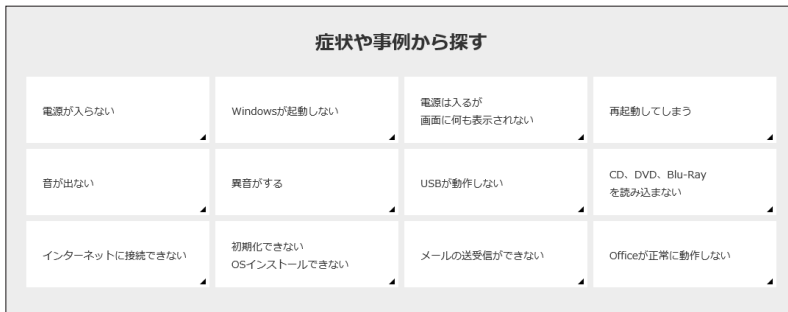 症状や事例から探す
電源が入らない
Windowsが起動しない
電源は入るが
画面に何も表示されない
再起動してしまう
音が出ない
異音がする
USBが動作しない
CD、DVD、Blu-Ray
を読み込まない
インターネットに接続できない
初期化できない
OSインストールできない
メールの送受信ができない
Officeが正常に動作しない